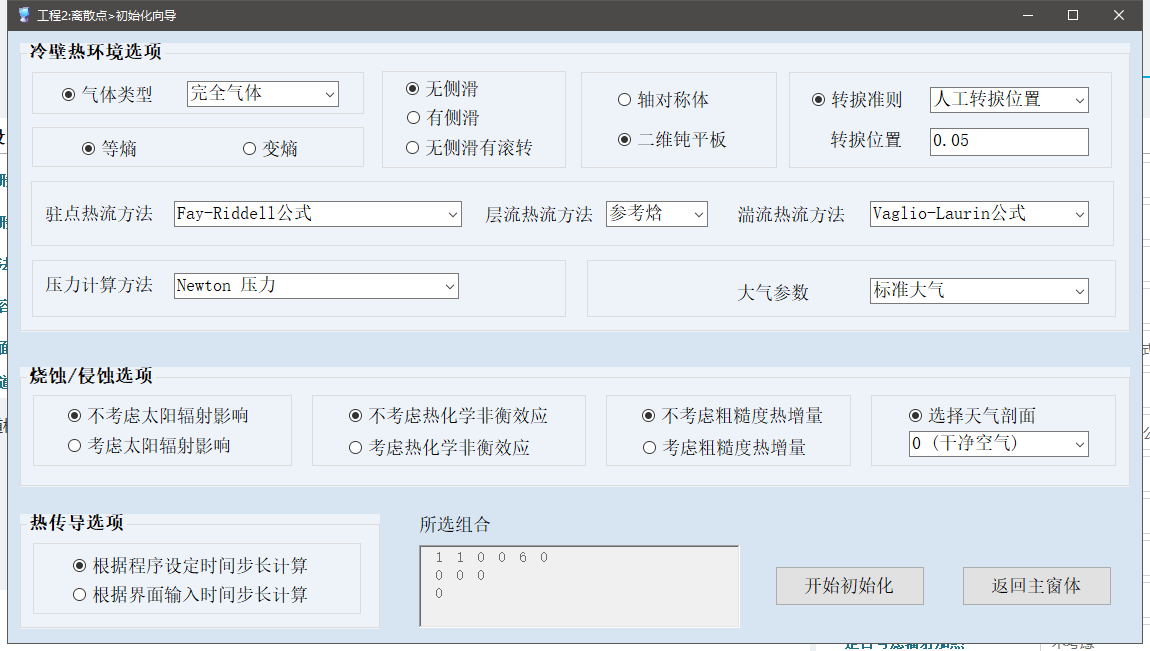 工程2:离散点>初始化向导
冷壁热环境选项
气体类型 完全气体
等熵 变熵
无侧滑
有侧滑
无侧滑有滚转
轴对称体
二维钝平板
转捩准则 人工转捩位置
转捩位置 0.05
驻点热流方法 Fay-Riddell公式 层流热流方法 参考焓 湍流热流方法 Vaglio-Laurin公式
压力计算方法 Newton 压力 大气参数 标准大气
烧蚀/侵蚀选项
不考虑太阳辐射影响
考虑太阳辐射影响
不考虑热化学非衡效应
考虑热化学非衡效应
不考虑粗糙度热增量
考虑粗糙度热增量
选择天气剖面
0 (干净空气)
热传导选项
根据程序设定时间步长计算
根据界面输入时间步长计算
所选组合
1 1 0 0 6 0
0 0 0
0
开始初始化 返回主窗体